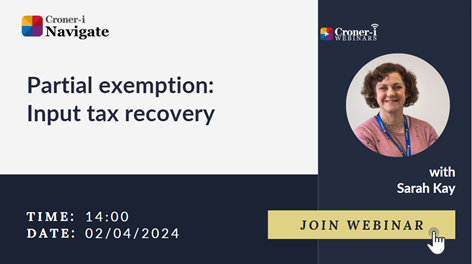 Croner-i
Navigate
Croner-i
WEBINARS
Partial exemption:
Input tax recovery
with
Sarah Kay
TIME: 14:00
DATE: 02/04/2024
JOIN WEBINAR